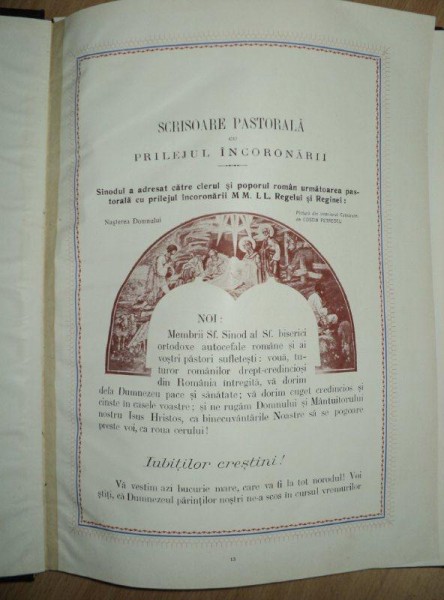 SCRISOARE PASTORALĂ
cu
PRILEJUL ÎNCORONĂRII
Sinodul a adresat către clerul și poporul român următoarea pas-
torală cu prilejul încoronării M M. L L. Regelui și Reginei:
Nașterea Domnului
NOI:
Membrii Sf. Sinod al Sf. biserici
ortodoxe autocefale române și ai
voștri păstori sufletești: vouă, tu-
turor românilor drept-credincioși
din România întregită, vă dorim
dela Dumnezeu pace și sănătate; vă dorim cuget credincios și
cinste în casele voastre; și ne rugăm Domnului și Mântuitorului
nostru Isus Hristos, ca binecuvântările Noastre să se pogoare
preste voi, ca roua cerului!
Iubiților creștini!
Vă vestim azi bucurie mare, care va fi la tot norodul! Voi
știți, că Dumnezeul părinților noștri ne-a scos în cursul vremurilor